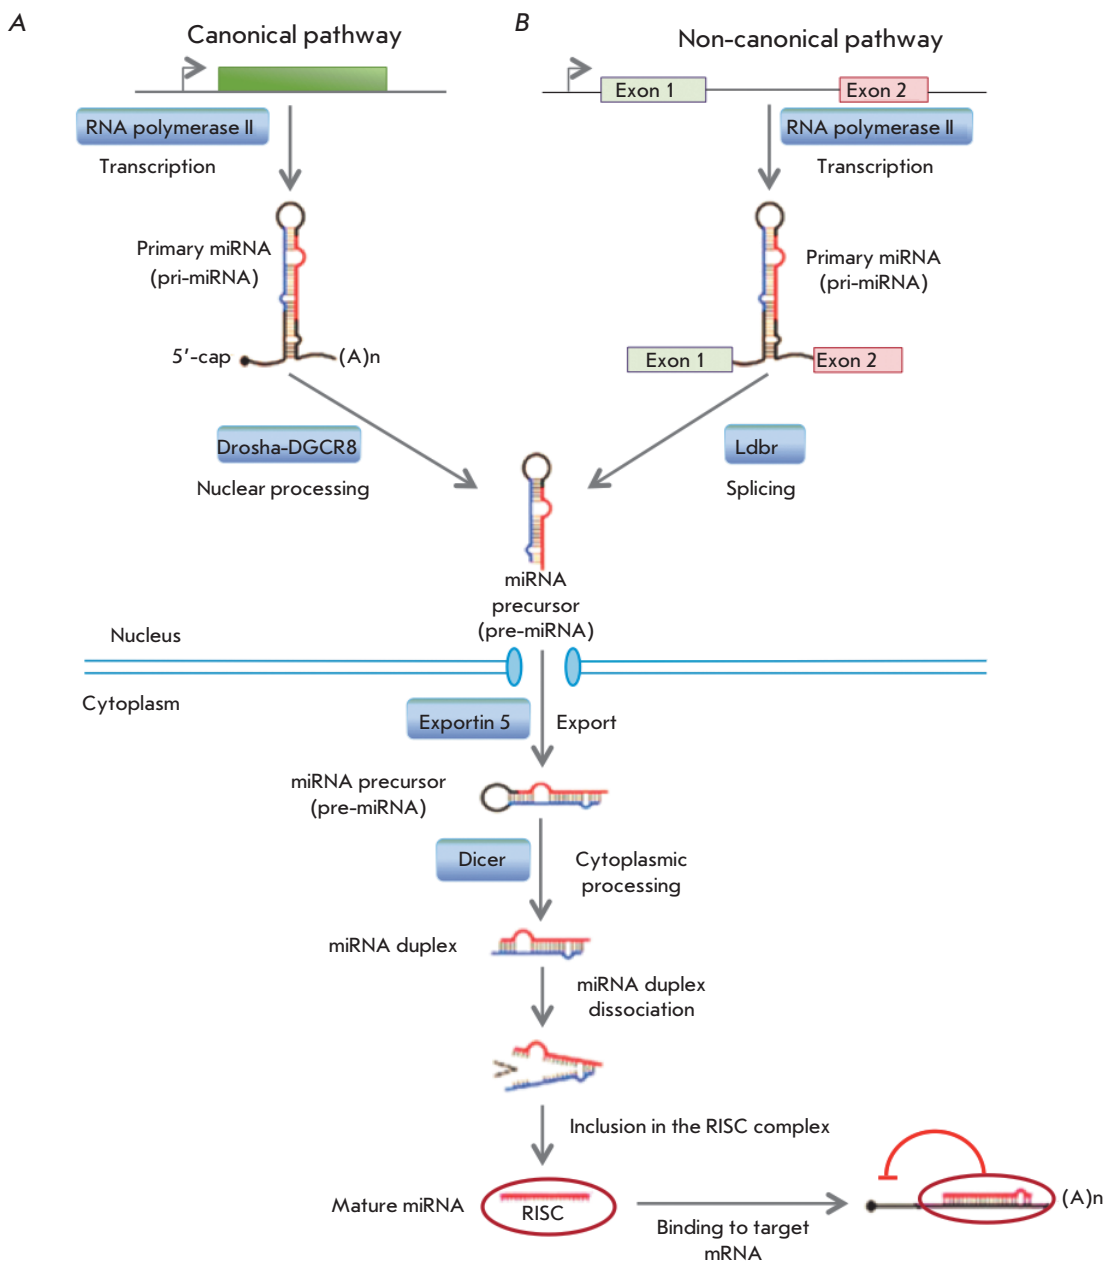 A
Canonical pathway
RNA polymerase II
Transcription
Primary miRNA
(pri-miRNA)
5′-cap
(A)n
Drosha-DGCR8
Nuclear processing
B
Non-canonical pathway
Exon 1
Exon 2
RNA polymerase II
Transcription
Primary miRNA
(pri-miRNA)
Exon 1
Exon 2
Ldbr
Splicing
miRNA
precursor
(pre-miRNA)
Nucleus
Cytoplasm
Exportin 5
Export
miRNA precursor
(pre-miRNA)
Dicer
Cytoplasmic
processing
miRNA duplex
miRNA duplex
dissociation
Inclusion in the RISC complex
Mature miRNA
RISC
Binding to target
mRNA
(A)n